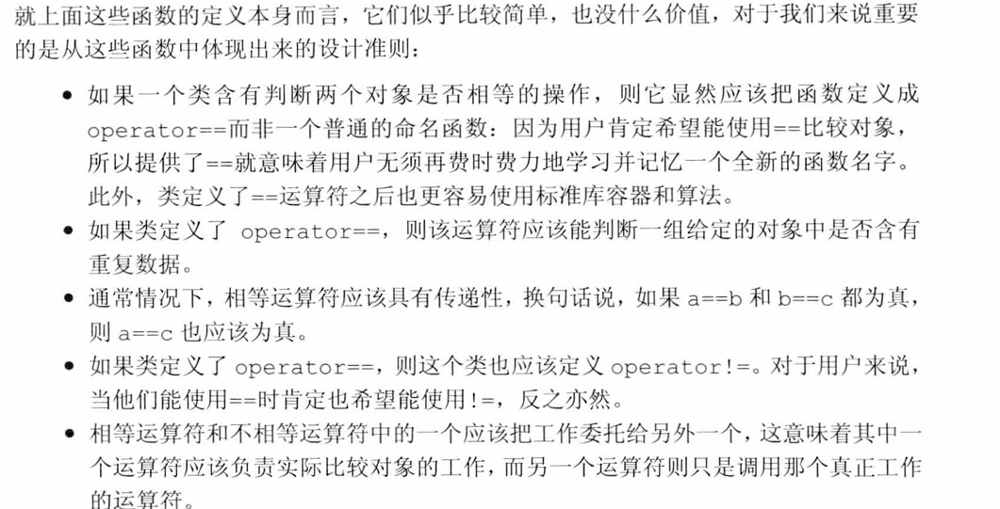 就上面这些函数的定义本身而言，它们似乎比较简单，也没什么价值，对于我们来说重要
的是从这些函数中体现出来的设计准则：
● 如果一个类含有判断两个对象是否相等的操作，则它显然应该把函数定义成
operator==而非一个普通的命名函数：因为用户肯定希望能使用==比较对象，
所以提供了==就意味着用户无须再费时费力地学习并记忆一个全新的函数名字。
此外，类定义了==运算符之后也更容易使用标准库容器和算法。
● 如果类定义了 operator==，则该运算符应该能判断一组给定的对象中是否含有
重复数据。
● 通常情况下，相等运算符应该具有传递性，换句话说，如果 a==b 和 b==c 都为真，
则 a==c 也应该为真。
● 如果类定义了 operator==，则这个类也应该定义 operator!=。对于用户来说，
当他们能使用==时肯定也希望能使用!=，反之亦然。
● 相等运算符和不相等运算符中的一个应该把工作委托给另外一个，这意味着其中一
个运算符应该负责实际比较对象的工作，而另一个运算符则只是调用那个真正工作
的运算符。